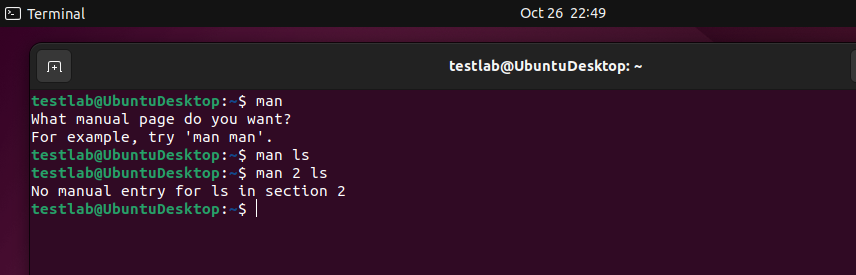 Terminal
Oct 26 22:49
testlab@UbuntuDesktop: ~
testlab@UbuntuDesktop:~$ man
What manual page do you want?
For example, try 'man man'.
testlab@UbuntuDesktop:~$ man ls
testlab@UbuntuDesktop:~$ man 2 ls
No manual entry for ls in section 2
testlab@UbuntuDesktop:~$